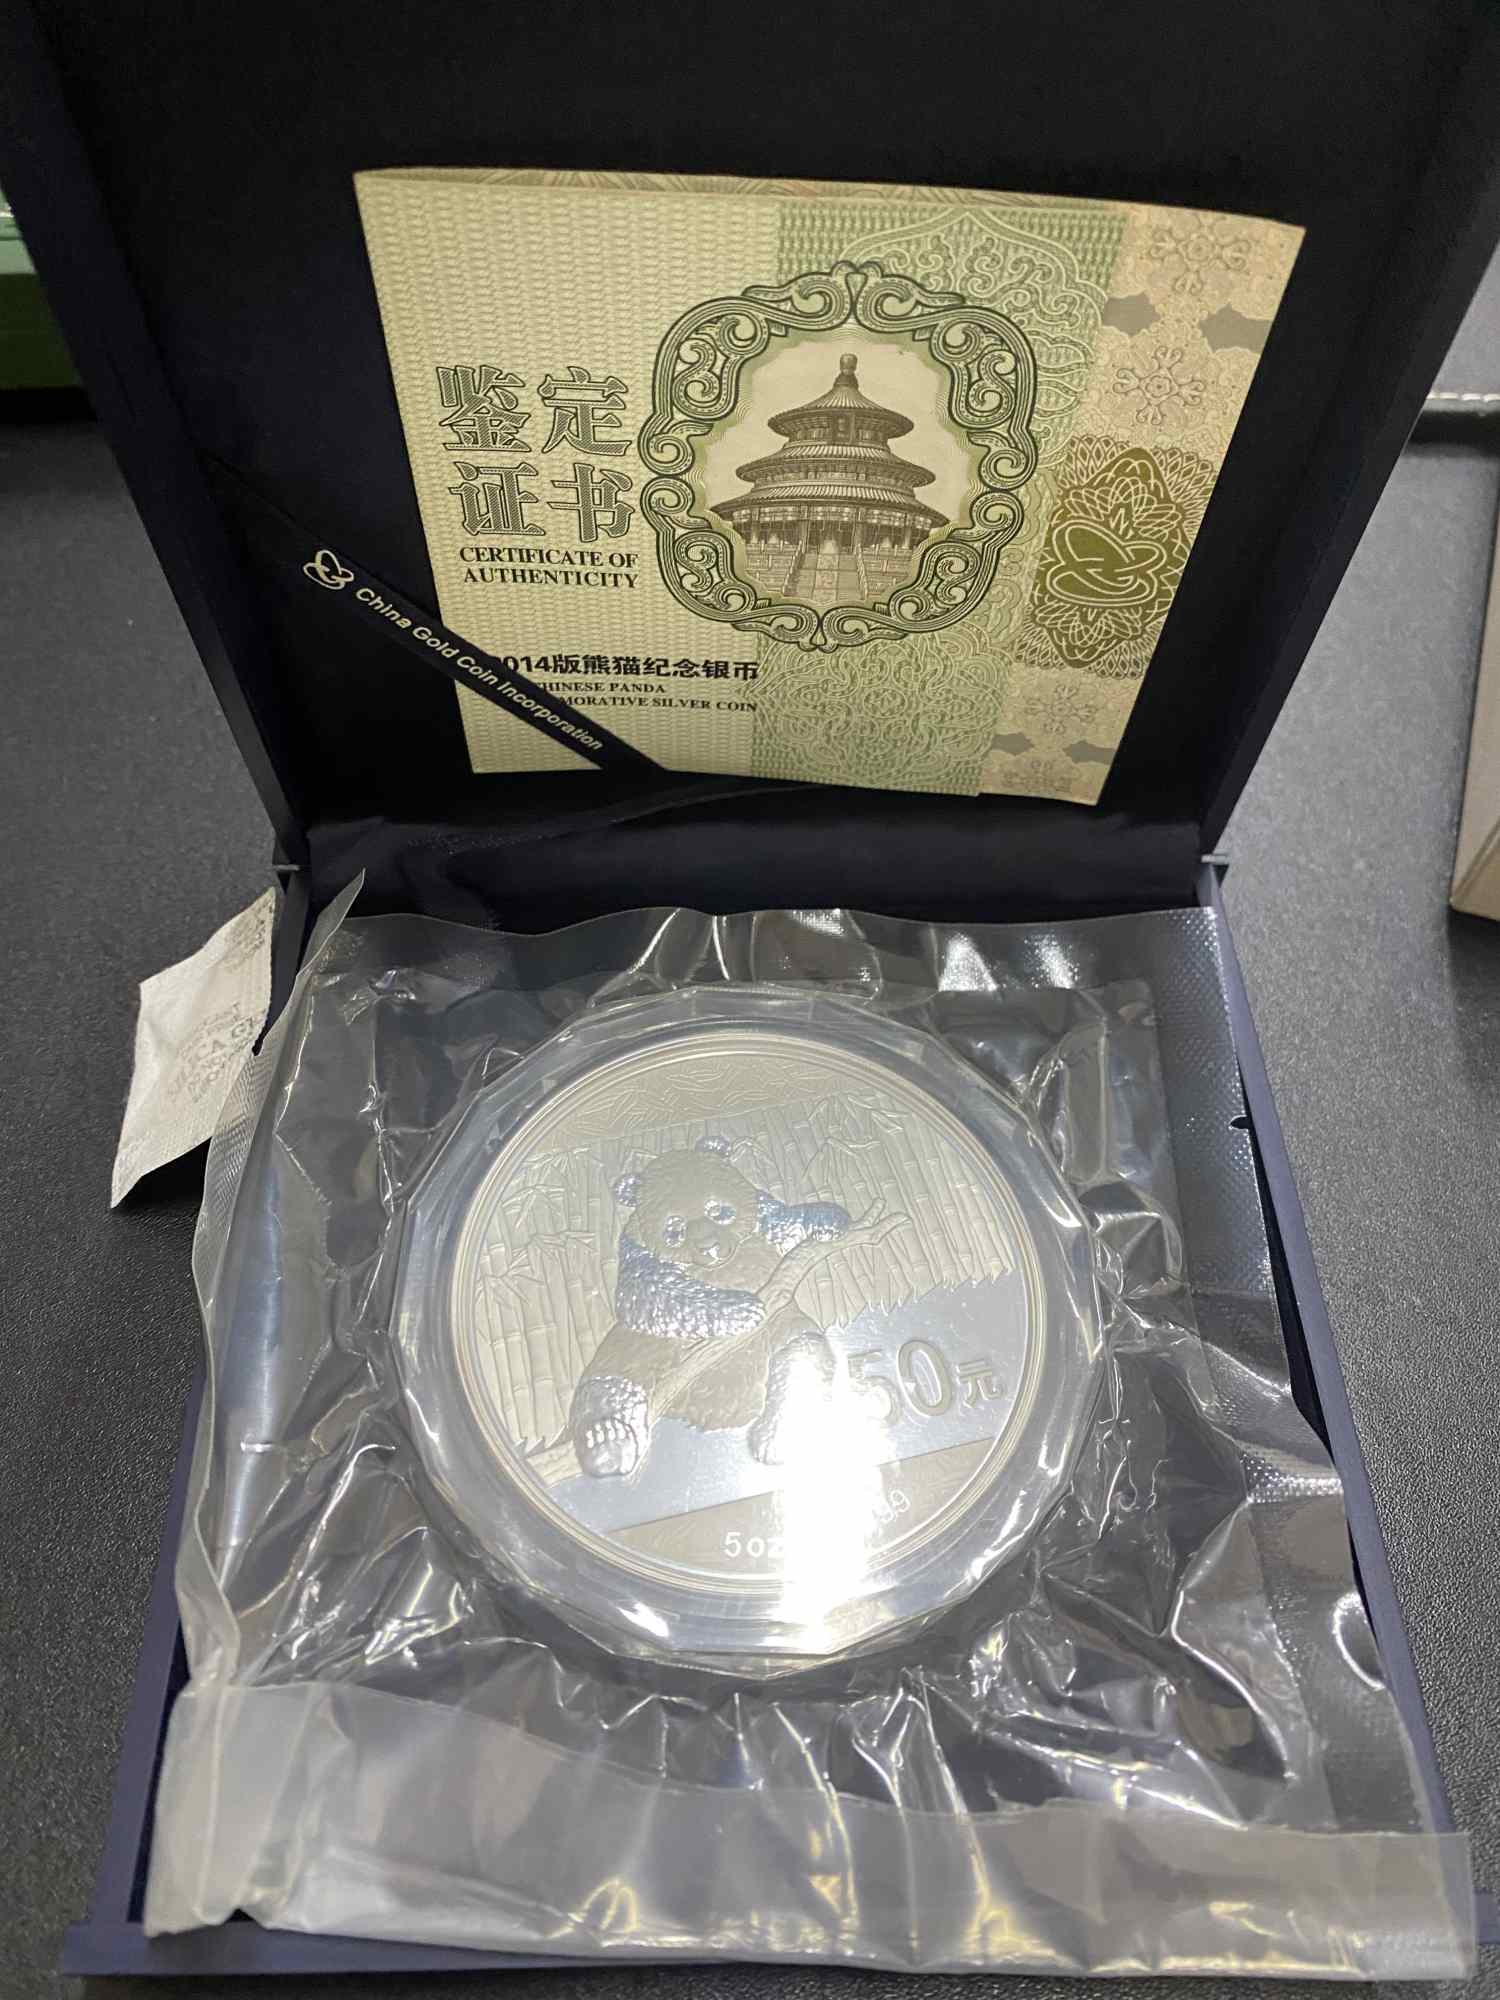 鉴定
证书
CERTIFICATE OF
AUTHENTICITY
2014版熊猫纪念银币
CHINESE PANDA
SILVER COIN
China Gold Coin Incorporation
50元
5oz